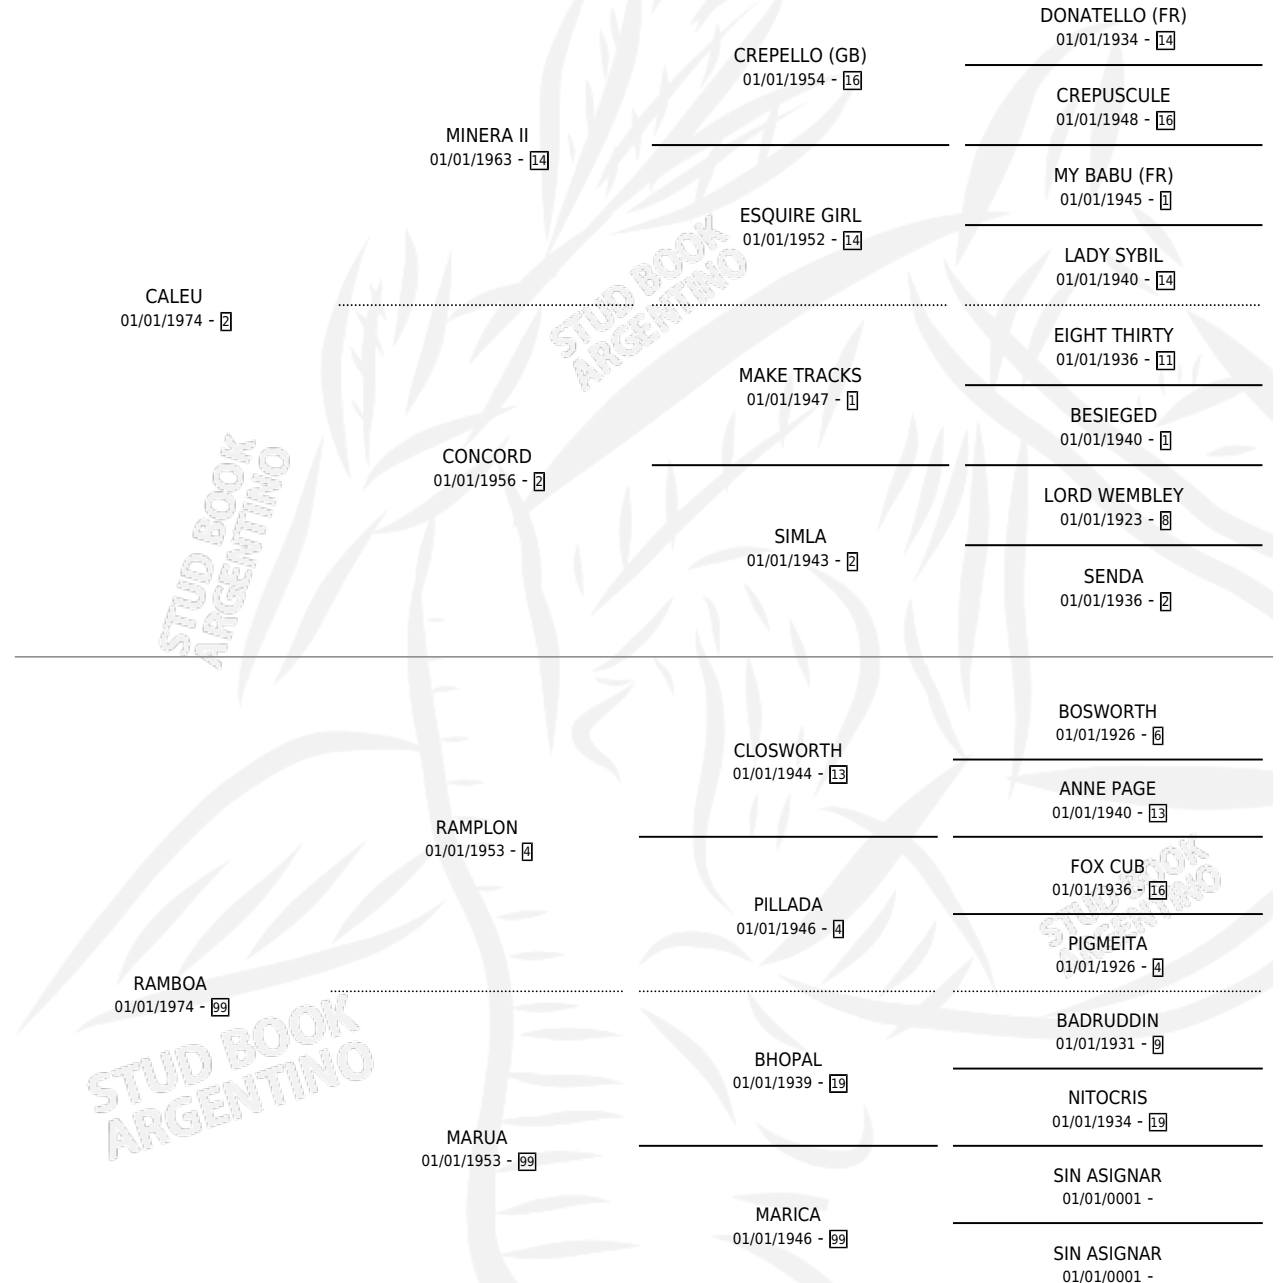 DONATELLO (FR)
01/01/1934 - 14
CREPELLO (GB)
01/01/1954 - 16
CREPUSCULE
01/01/1948 - 16
MINERA II
01/01/1963 - 14
MY BABU (FR)
01/01/1945 - 1
ESQUIRE GIRL
01/01/1952 - 14
LADY SYBIL
01/01/1940 - 14
CALEU
01/01/1974 - 2
EIGHT THIRTY
01/01/1936 - 11
MAKE TRACKS
01/01/1947 - 1
BESIEGED
01/01/1940 - 1
CONCORD
01/01/1956 - 2
LORD WEMBLEY
01/01/1923 - 8
SIMLA
01/01/1943 - 2
SENDA
01/01/1936 - 2
BOSWORTH
01/01/1926 - 6
CLOSWORTH
01/01/1944 - 13
ANNE PAGE
01/01/1940 - 13
RAMPLON
01/01/1953 - 4
FOX CUB
01/01/1936 - 16
PILLADA
01/01/1946 - 4
PIGMEITA
01/01/1926 - 4
RAMBOA
01/01/1974 - 99
BADRUDDIN
01/01/1931 - 9
BHOPAL
01/01/1939 - 19
NITOCRIS
01/01/1934 - 19
MARUA
01/01/1953 - 99
SIN ASIGNAR
01/01/0001 -
MARICA
01/01/1946 - 99
SIN ASIGNAR
01/01/0001 -
STUD BOOK
ARGENTINO
STUD BOOK
ARGENTINO
STUD BOOK
ARGENTINO
STUD BOOK
ARGENTINO